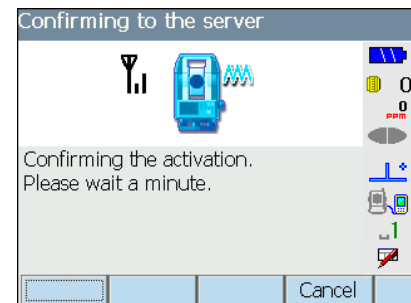 Confirming to the server
0
0
PPM
Confirming the activation.
Please wait a minute.
1
Cancel